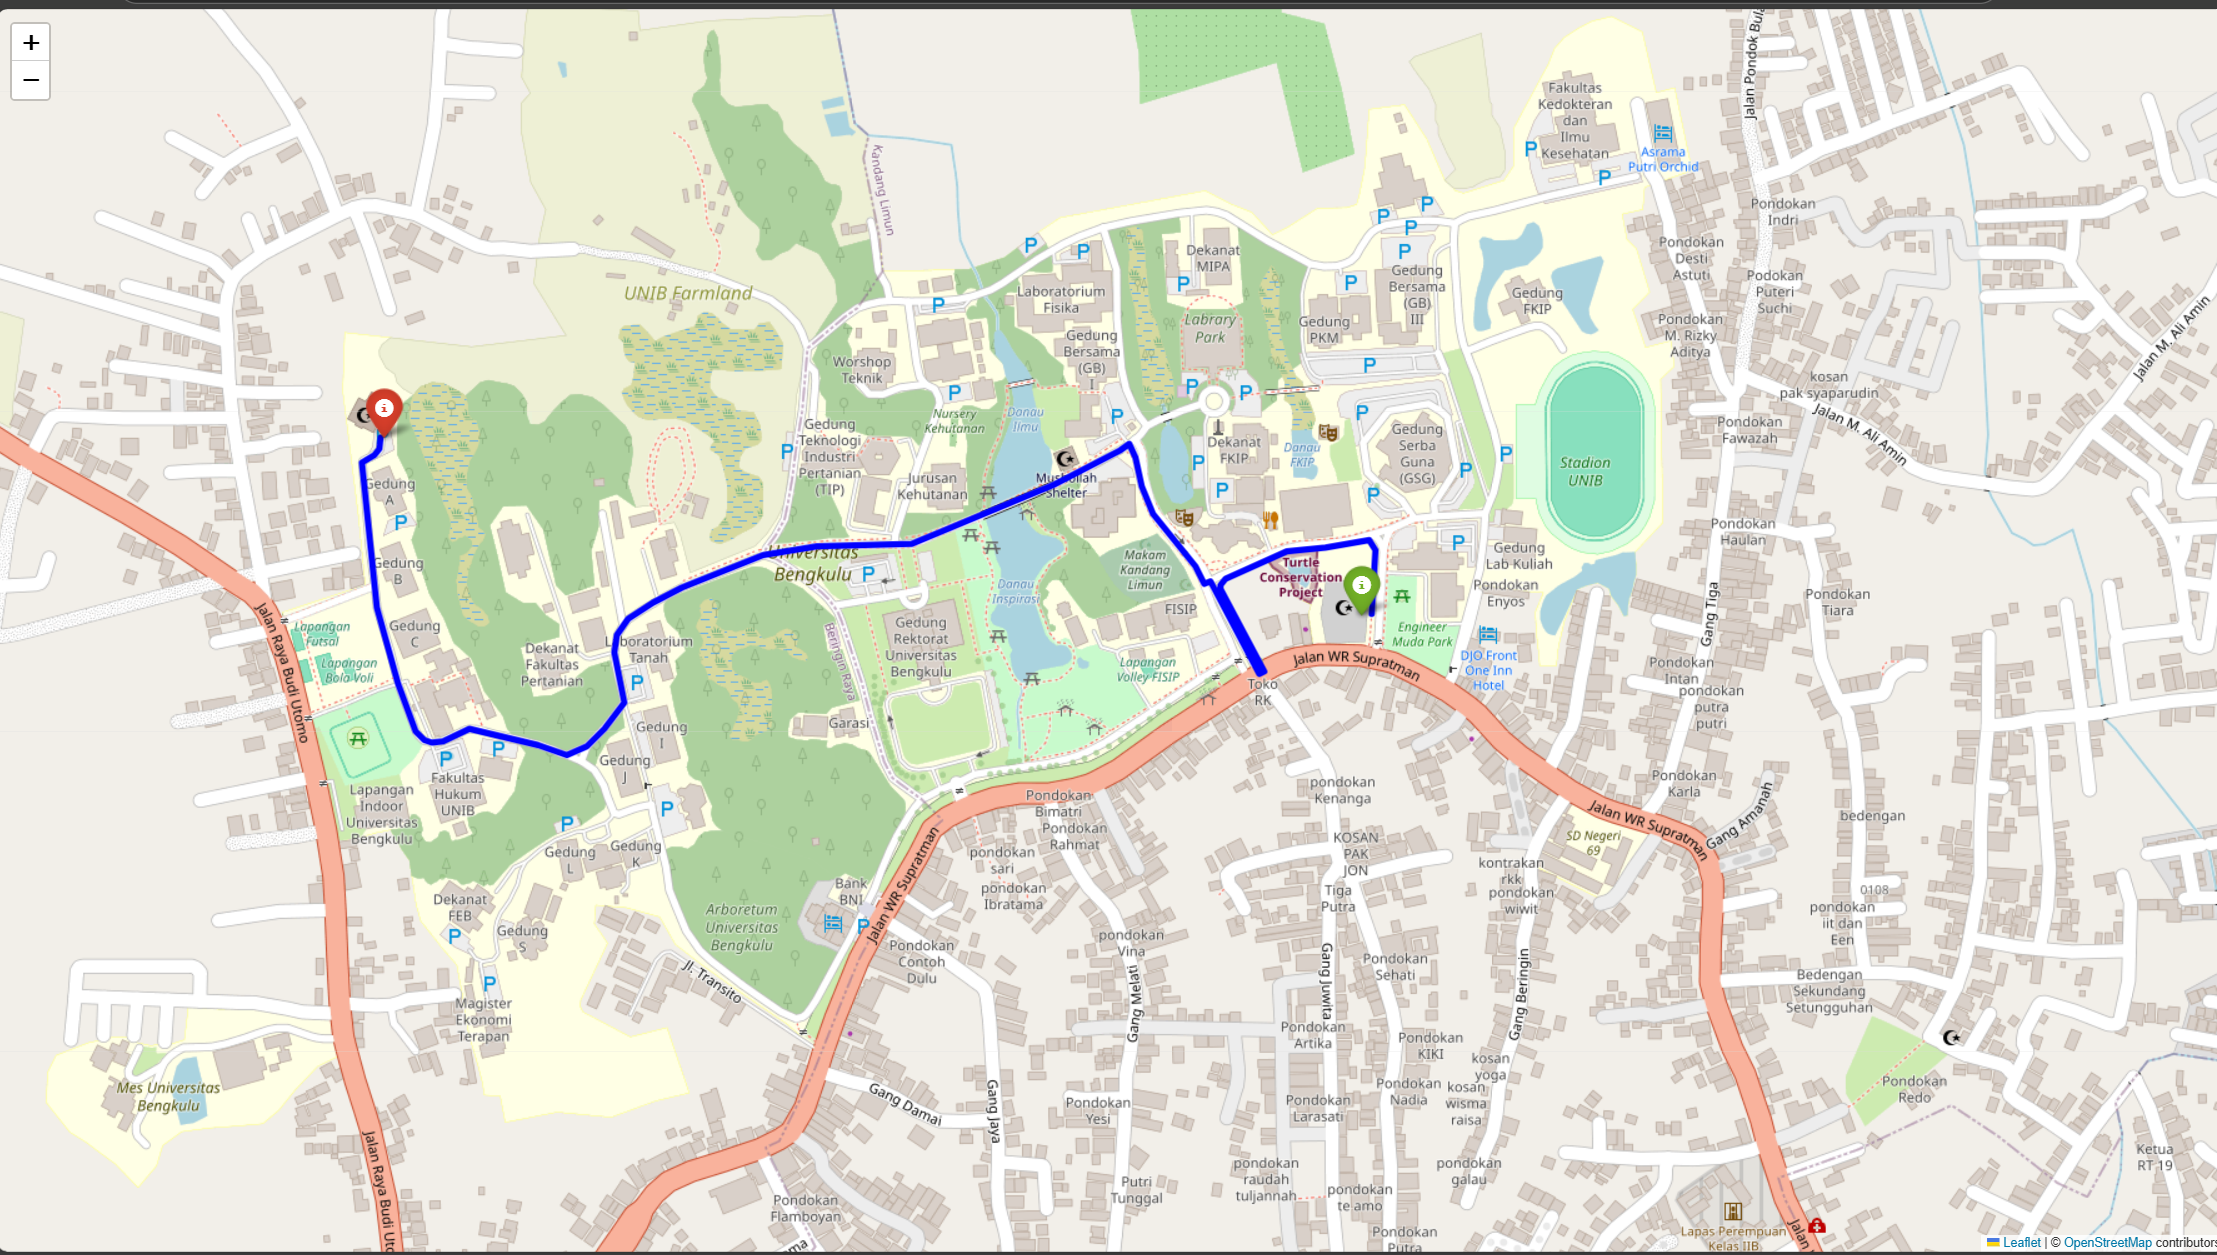 +
−
Jalan Pondok Bula
Fakultas
Kedokteran
dan
Ilmu
Kesehatan
P
Asrama
Putri Orchid
P
Kandang Limun
P
P
P
P
P
P
Pondokan
Indri
Pondokan
Desti
Astuti
Podokan
Puteri
Suchi
Pondokan
M. Rizky
Aditya
UNIB Farmland
P
Laboratorium
Fisika
Dekanat
MIPA
P
P
Gedung
Bersama
(GB)
III
Gedung
FKIP
Labrary
Park
Gedung
PKM
Gedung
Bersama
(GB)
I
Worshop
Teknik
P
P
P
P
P
P
Nursery
Kehutanan
Danau
Ilmu
kosan
pak syaparudin
Jalan M. Ali Amin
Jalan M. Ali Amin
Pondokan
Fawazah
Gedung
Teknologi
Industri
Pertanian
(TIP)
P
Jurusan
Kehutanan
Mushollah
Shelter
Dekanat
FKIP
P
P
Danau
FKIP
Gedung
Serba
Guna
(GSG)
P
P
P
Stadion
UNIB
Gedung
A
P
Gedung
B
Gedung
C
Universitas
Bengkulu
P
Makam
Kandang
Limun
Turtle
Conservation
Project
P
Gedung
Lab Kuliah
Pondokan
Haulan
Pondokan
Enyos
Pondokan
Tiara
Gang Tiga
Danau
Inspirasi
FISIP
Engineer
Muda Park
DJO Front
One Inn
Hotel
Jalan Raya Budi Utomo
Lapangan
Futsal
Lapangan
Bola Voli
Dekanat
Fakultas
Pertanian
Laboratorium
Tanah
P
Beringin Raya
Gedung
Rektorat
Universitas
Bengkulu
Lapangan
Volley FISIP
Jalan WR Supratman
Toko
RK
Pondokan
Intan
pondokan
putra
putri
Garasi
Gedung
I
P
P
Gedung
J
Fakultas
Hukum
UNIB
Lapangan
Indoor
Universitas
Bengkulu
P
P
Gedung
K
Gedung
L
Pondokan
Bimatri
Pondokan
Rahmat
pondokan
Kenanga
Pondokan
Karla
Jalan WR Supratman
Gang Amanah
SD Negeri
69
bedengan
KOSAN
PAK
JON
pondokan
sari
pondokan
Ibratama
Tiga
Putra
kontrakan
rkk
pondokan
wiwit
0108
pondokan
iit dan
Een
Jalan WR Supratman
Bank
BNI
P
Arboretum
Universitas
Bengkulu
Dekanat
FEB
P
Gedung
S
P
Jl. Transito
Magister
Ekonomi
Terapan
Pondokan
Contoh
Dulu
pondokan
Vina
Gang Melati
Gang Juwita
Pondokan
Sehati
Gang Beringin
Bedengan
Sekundang
Setungguhan
Pondokan
Artika
Pondokan
KIKI
kosan
yoga
kosan
wisma
raisa
Pondokan
Nadia
Pondokan
Larasati
Pondokan
Redo
Mes Universitas
Bengkulu
Gang Damai
Gang Jaya
Pondokan
Yesi
Jalan Raya Budi Uto
Putri
Tunggal
pondokan
raudah
tuljannah
pondokan
te amo
pondokan
galau
Ketua
RT 19
Pondokan
Flamboyan
Pondokan
Putra
Lapas Perempuan
Kelas IIB
Jalan
Leaflet | © OpenStreetMap contributors